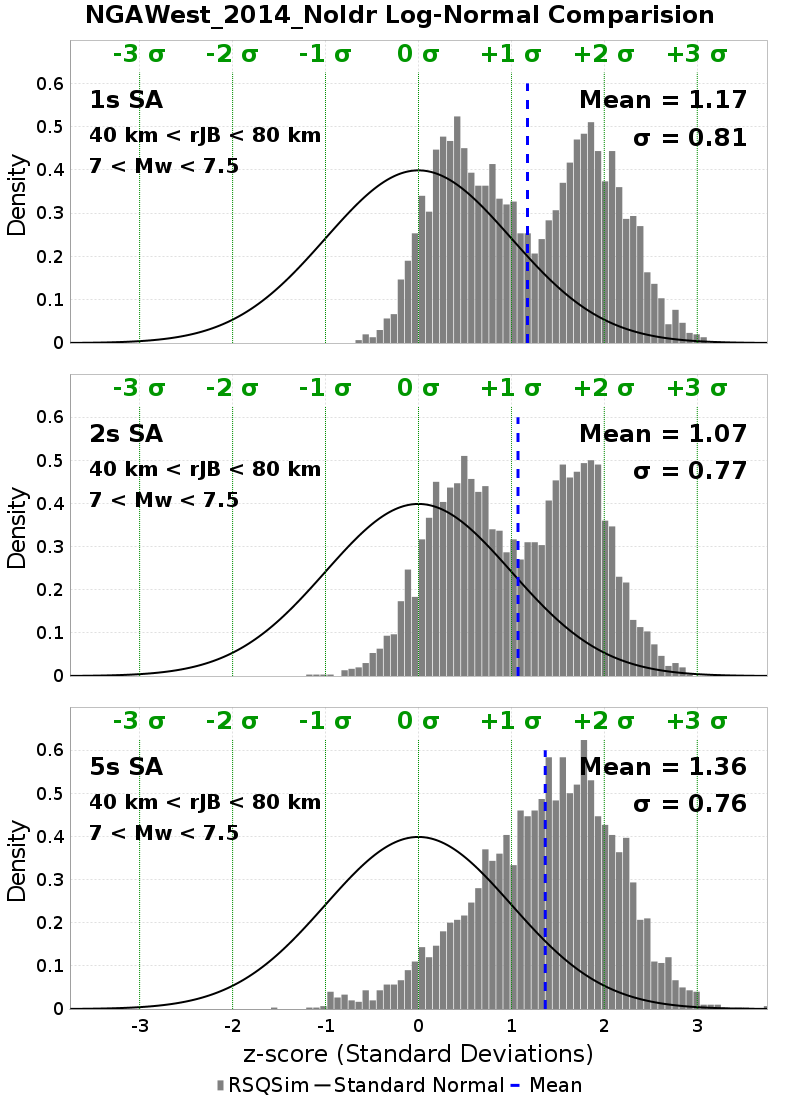 NGAWest_2014_NoIdr Log-Normal Comparision
-3 σ -2 σ -1 σ 0 σ +1 σ +2 σ +3 σ
0.6
1s SA Mean = 1.17
0.5
40 km < rJB < 80 km σ = 0.81
7 < Mw < 7.5
0.4
Density
0.3
0.2
0.1
0
-3 σ -2 σ -1 σ 0 σ +1 σ +2 σ +3 σ
0.6
2s SA Mean = 1.07
0.5
40 km < rJB < 80 km σ = 0.77
7 < Mw < 7.5
0.4
Density
0.3
0.2
0.1
0
-3 σ -2 σ -1 σ 0 σ +1 σ +2 σ +3 σ
0.6
5s SA Mean = 1.36
0.5
40 km < rJB < 80 km σ = 0.76
7 < Mw < 7.5
0.4
Density
0.3
0.2
0.1
0
-3 -2 -1 0 1 2 3
z-score (Standard Deviations)
RSQSim Standard Normal Mean